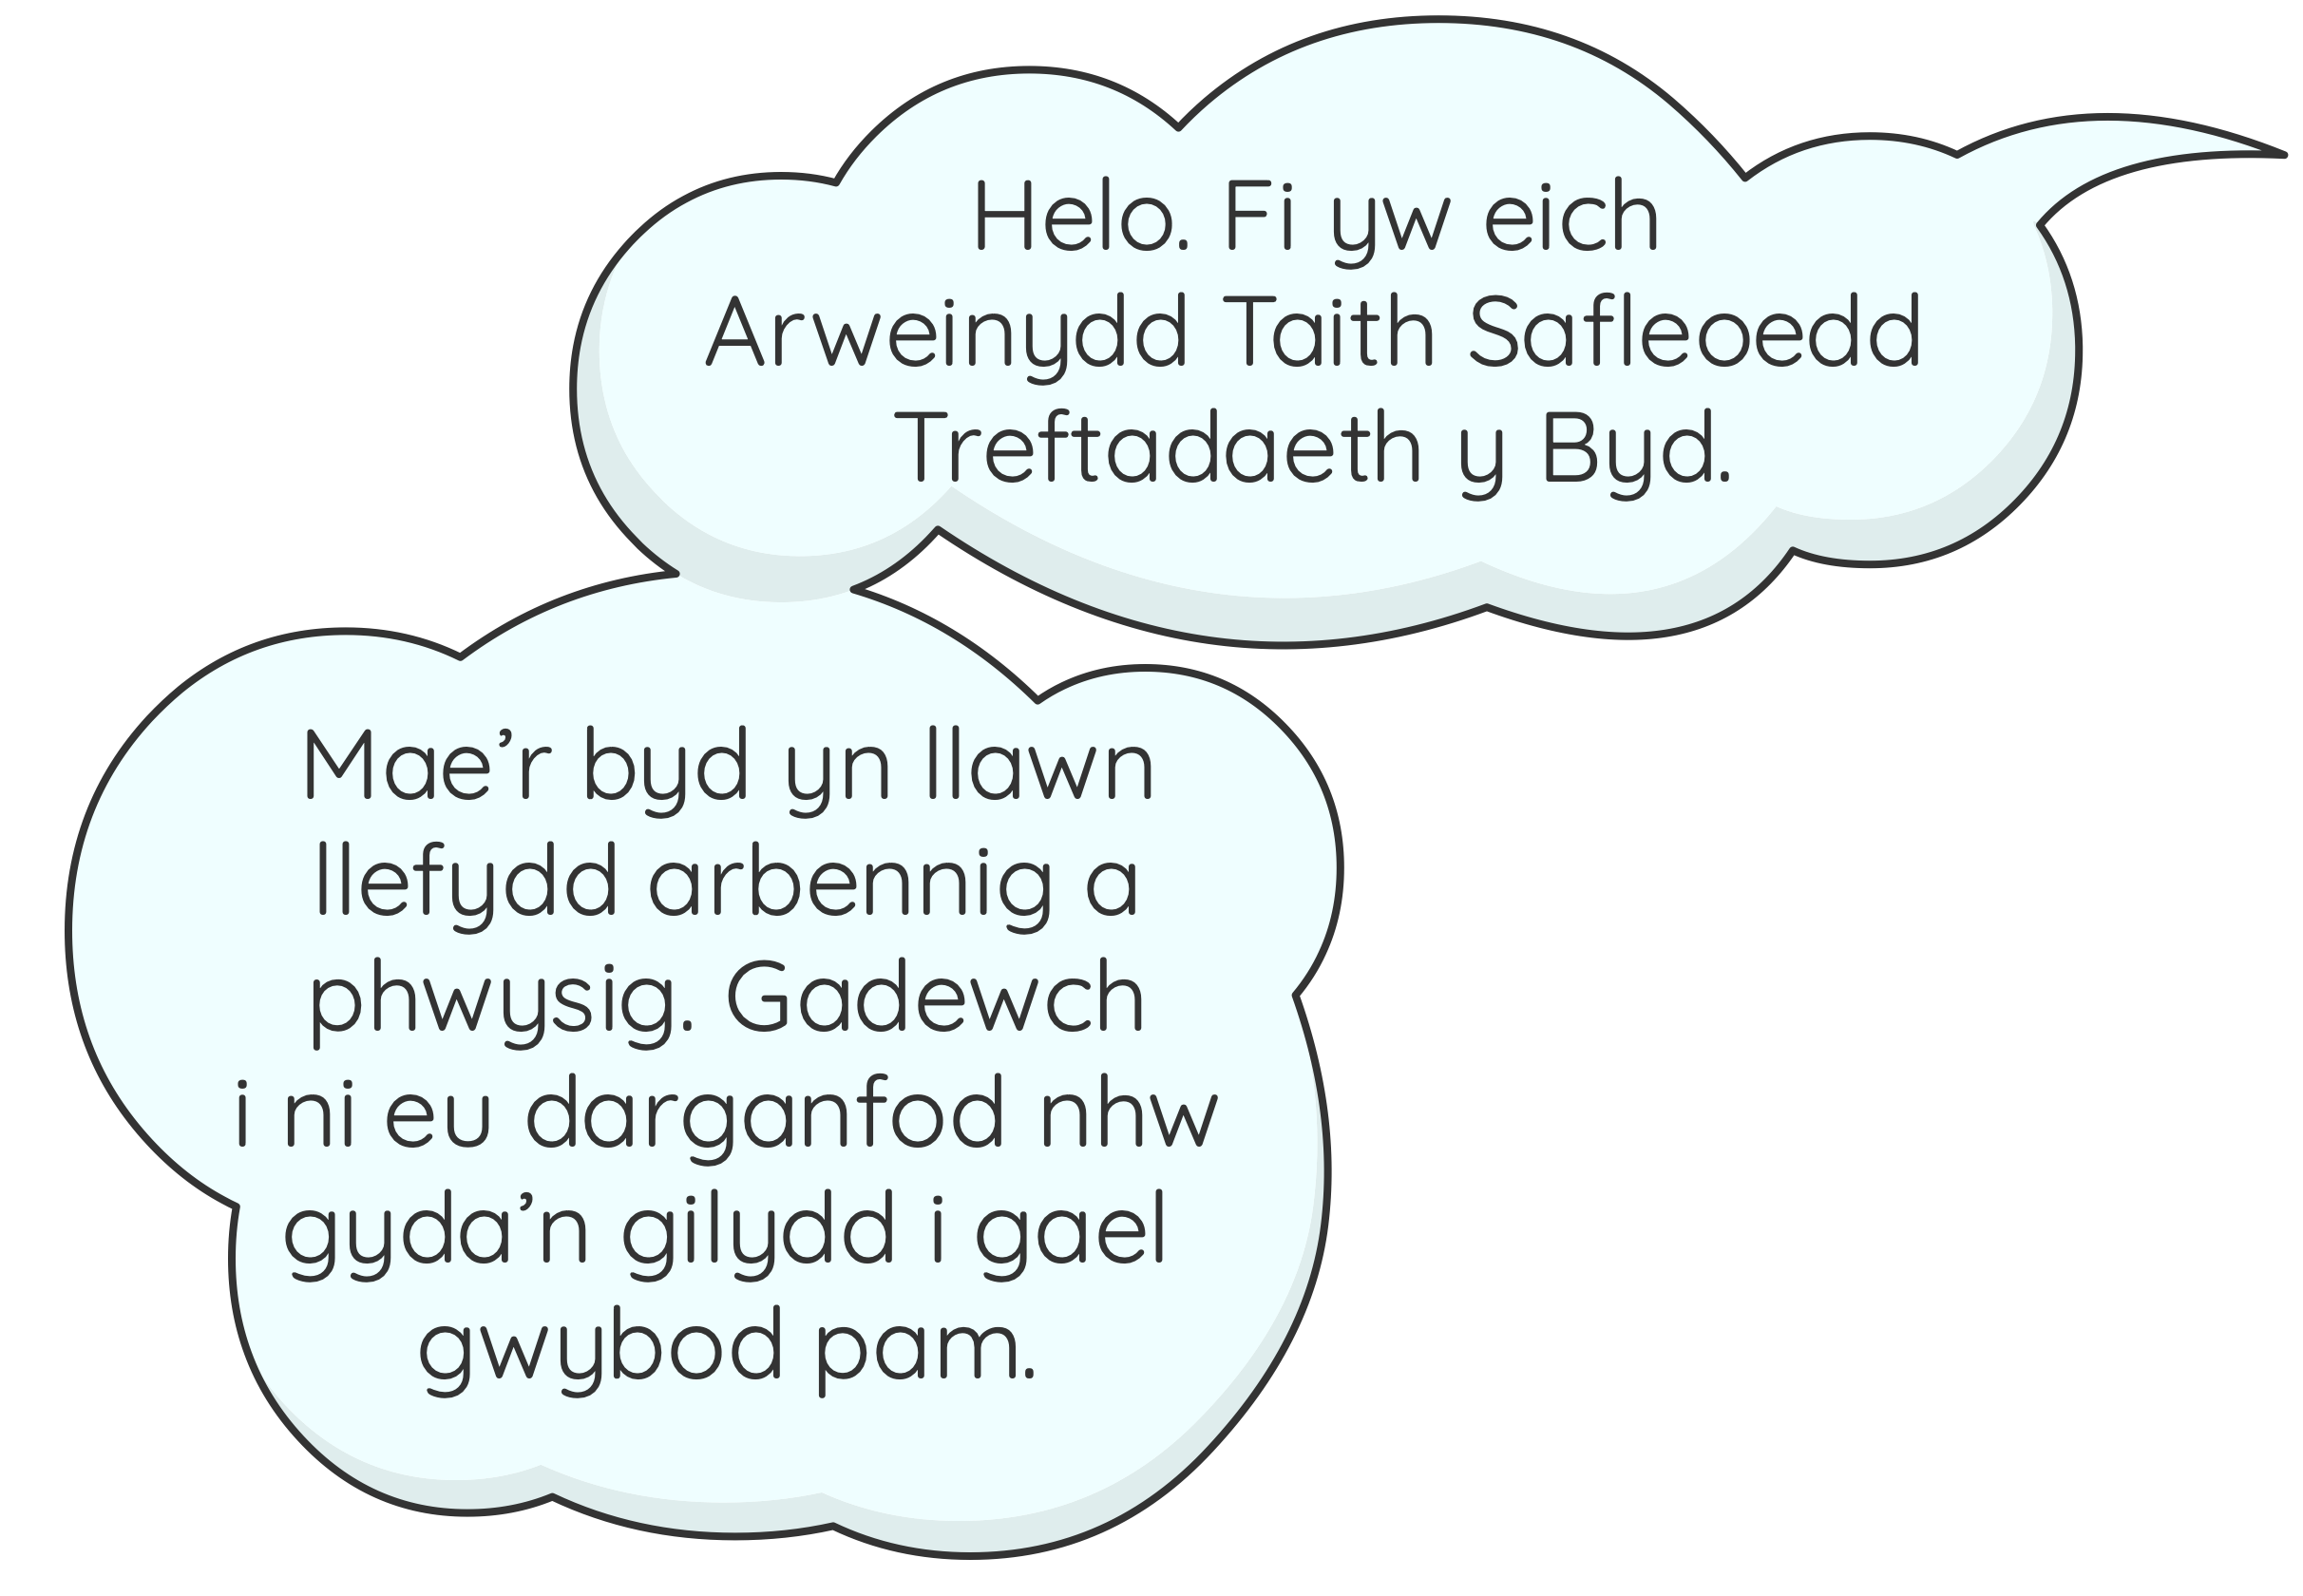 Helo. Fi yw eich
Arweinydd Taith Safleoedd
Treftadaeth y Byd.
Mae’r byd yn llawn
llefydd arbennig a
phwysig. Gadewch
i ni eu darganfod nhw
gyda’n gilydd i gael
gwybod pam.